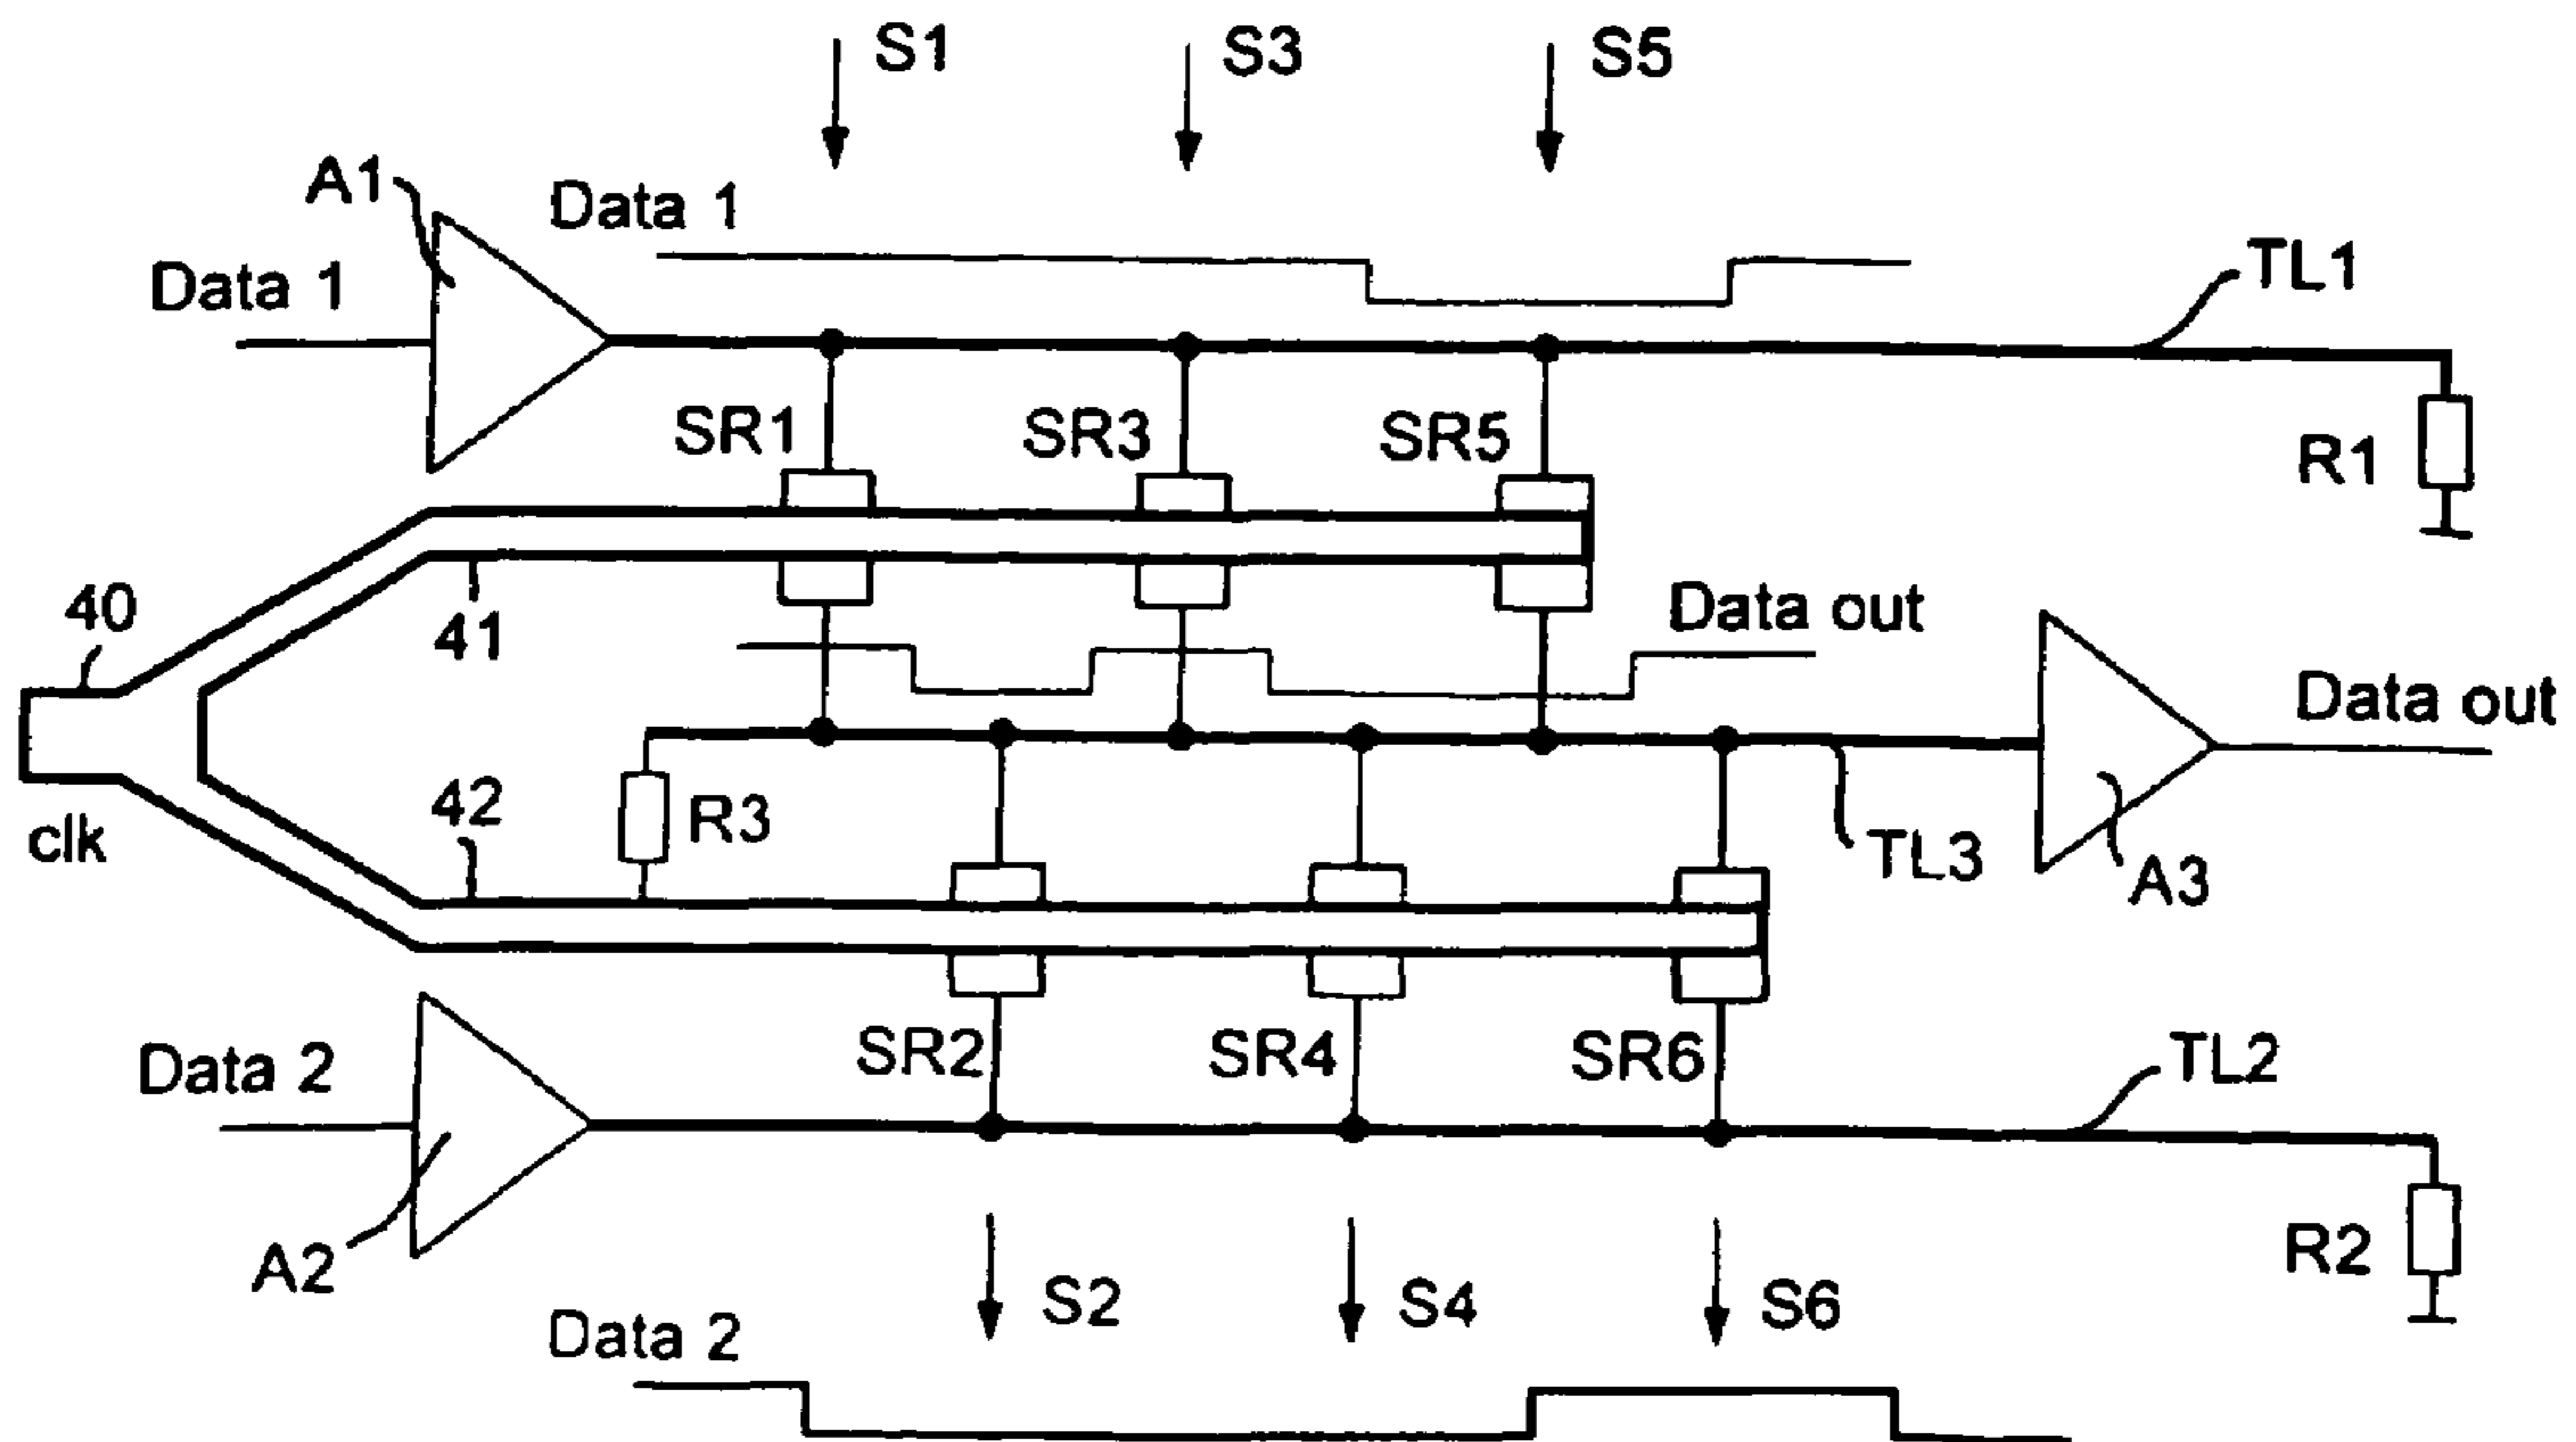 S1
S3
S5
A1
Data 1
Data 1
TL1
SR1
SR3
SR5
R1
40
41
Data out
Data out
clk
42
R3
TL3
A3
SR2
SR4
SR6
Data 2
TL2
A2
S2
S4
S6
R2
Data 2